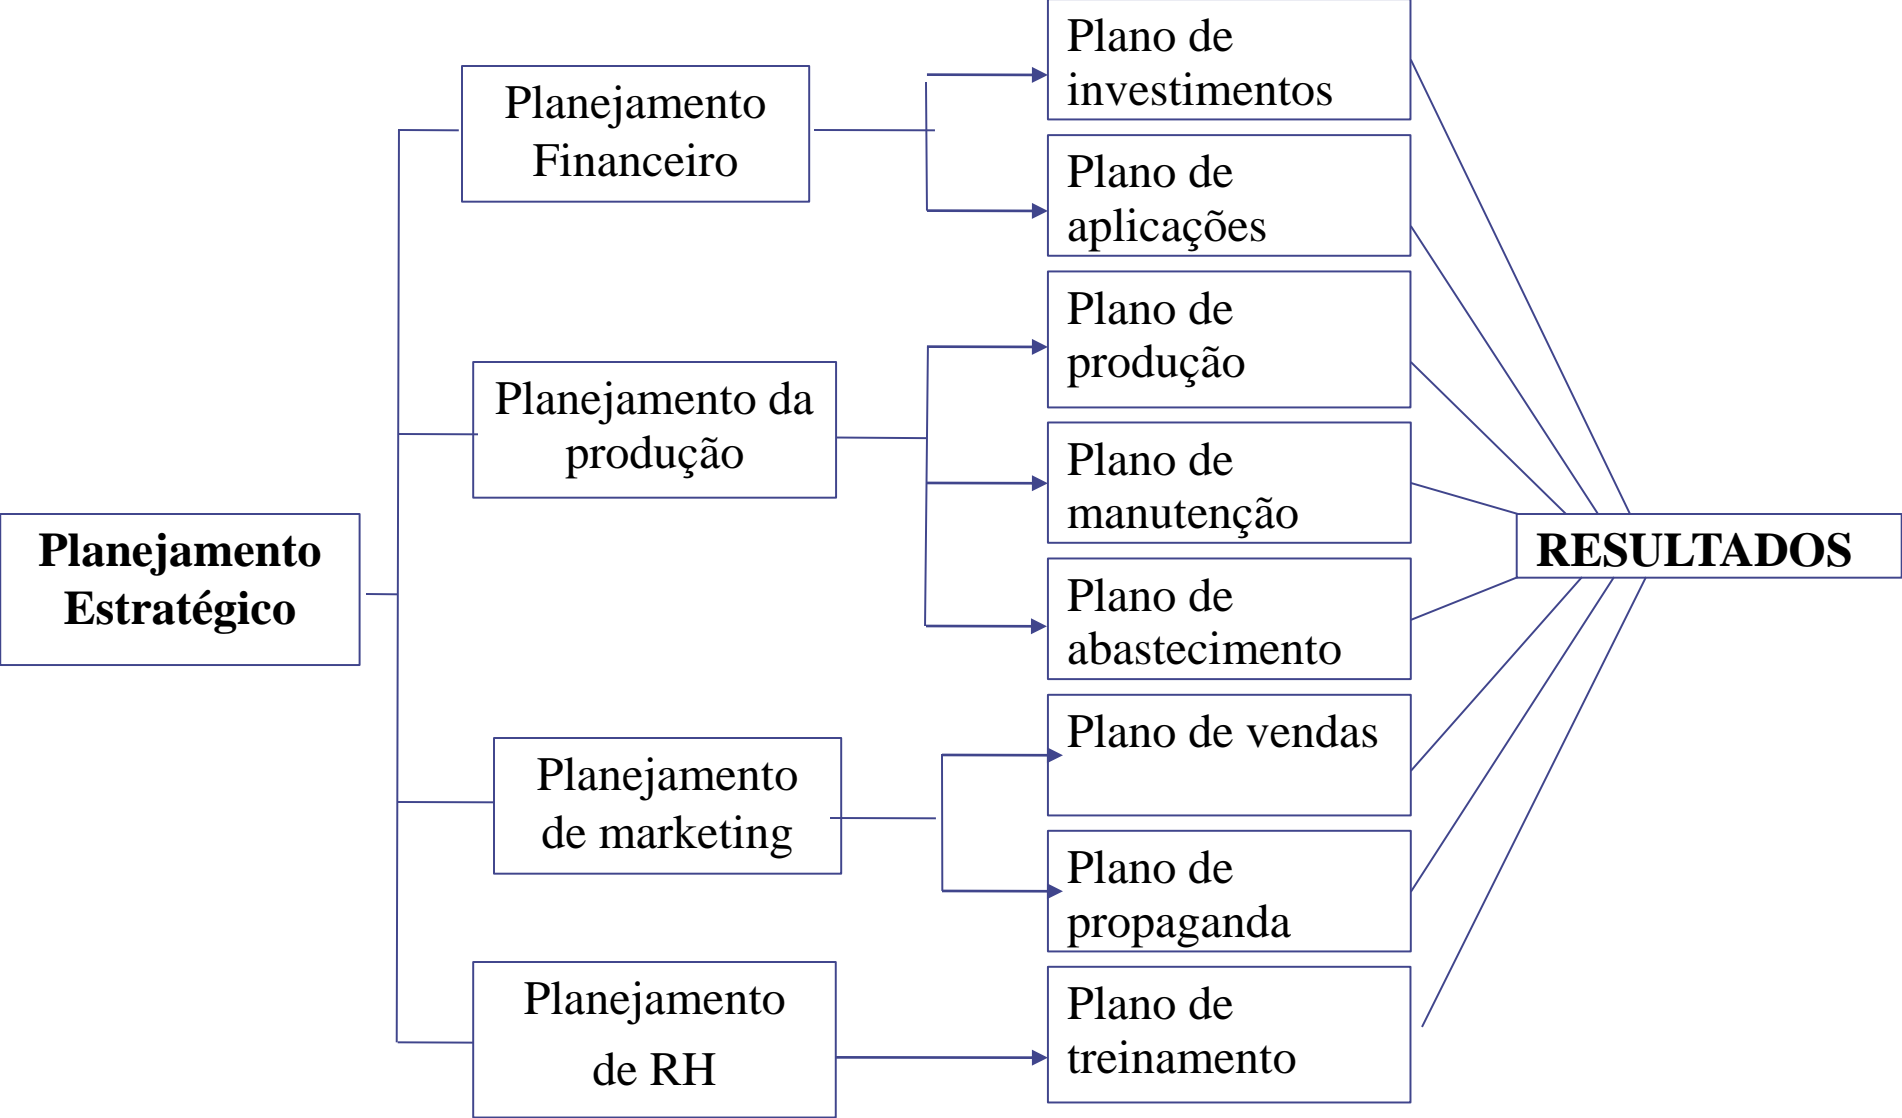 Planejamento
Estratégico
Planejamento
Financeiro
Planejamento da
produção
Planejamento
de marketing
Planejamento
de RH
Plano de
investimentos
Plano de
aplicações
Plano de
produção
Plano de
manutenção
Plano de
abastecimento
Plano de vendas
Plano de
propaganda
Plano de
treinamento
RESULTADOS